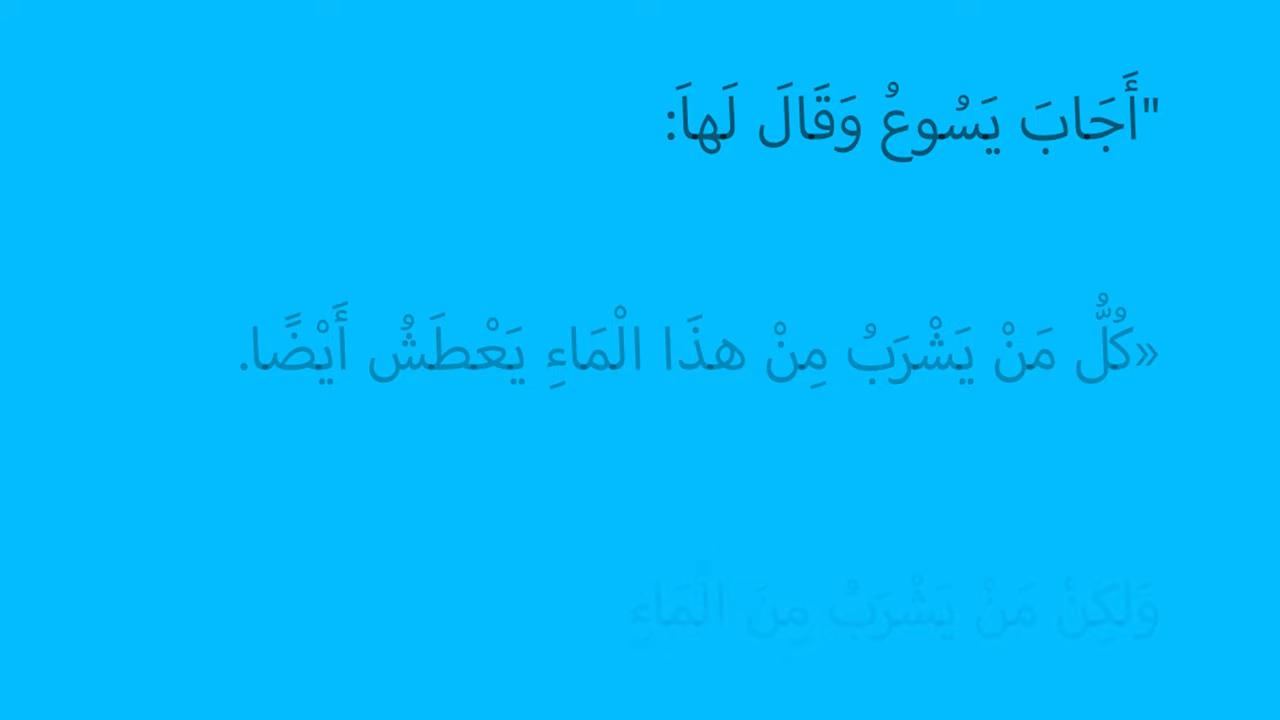 "أَجَابَ يَسُوعُ وَقَالَ لَهاَ:
«كُلُّ مَنْ يَشْرَبُ مِنْ هذَا الْمَاءِ يَعْطَشُ أَيْضًا.
وَلكِنْ مَنْ يَشْرَبُ مِنَ الْمَاءِ